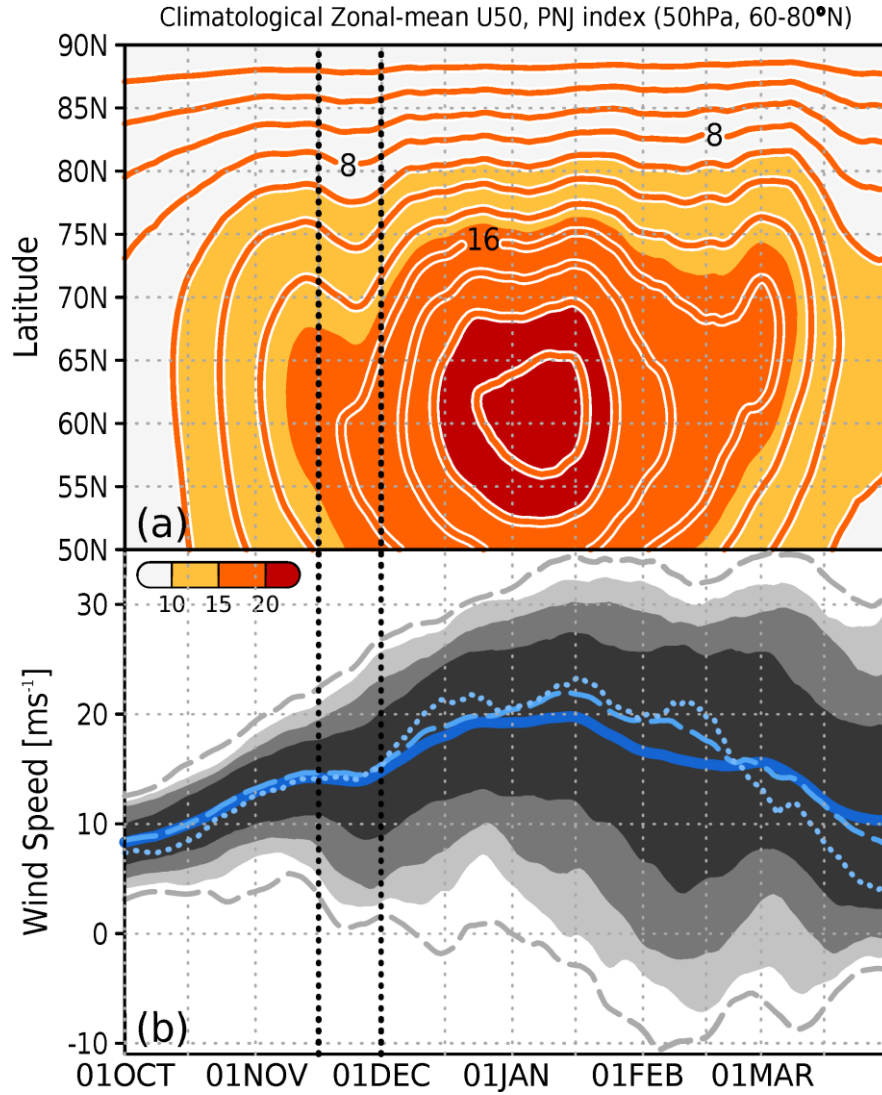 Climatological Zonal-mean U50, PNJ index (50hPa, 60-80°N)
90N
85N
80N
75N
70N
65N
60N
55N
50N
Latitude
8
8
16
(a)
10 15 20
30
20
10
0
-10
Wind Speed [ms⁻¹]
(b)
01OCT 01NOV 01DEC 01JAN 01FEB 01MAR